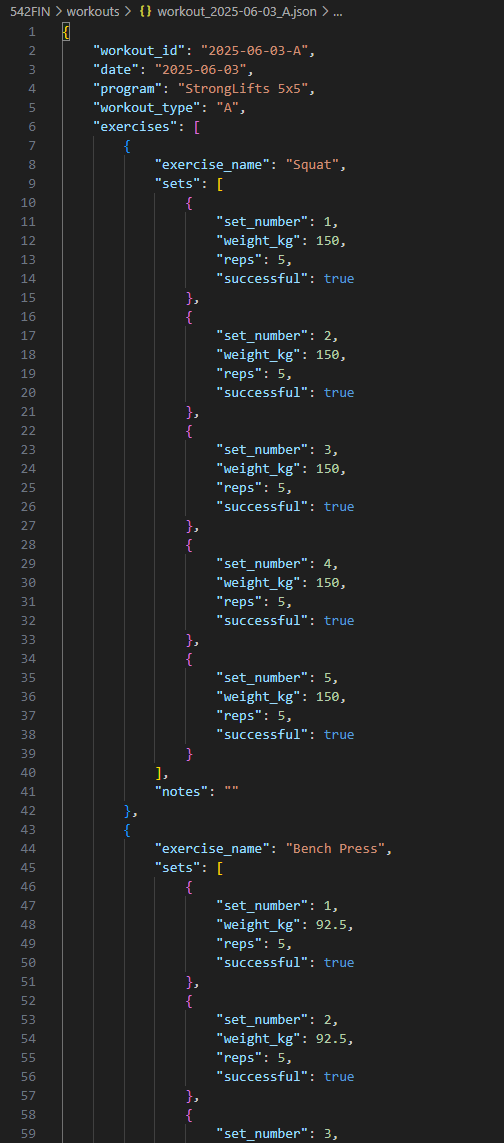 542FIN > workouts > {} workout_2025-06-03_A.json > ...
1 {
2 "workout_id": "2025-06-03-A",
3 "date": "2025-06-03",
4 "program": "StrongLifts 5x5",
5 "workout_type": "A",
6 "exercises": [
7 {
8 "exercise_name": "Squat",
9 "sets": [
10 {
11 "set_number": 1,
12 "weight_kg": 150,
13 "reps": 5,
14 "successful": true
15 },
16 {
17 "set_number": 2,
18 "weight_kg": 150,
19 "reps": 5,
20 "successful": true
21 },
22 {
23 "set_number": 3,
24 "weight_kg": 150,
25 "reps": 5,
26 "successful": true
27 },
28 {
29 "set_number": 4,
30 "weight_kg": 150,
31 "reps": 5,
32 "successful": true
33 },
34 {
35 "set_number": 5,
36 "weight_kg": 150,
37 "reps": 5,
38 "successful": true
39 }
40 ],
41 "notes": ""
42 },
43 {
44 "exercise_name": "Bench Press",
45 "sets": [
46 {
47 "set_number": 1,
48 "weight_kg": 92.5,
49 "reps": 5,
50 "successful": true
51 },
52 {
53 "set_number": 2,
54 "weight_kg": 92.5,
55 "reps": 5,
56 "successful": true
57 },
58 {
59 "set_number": 3,